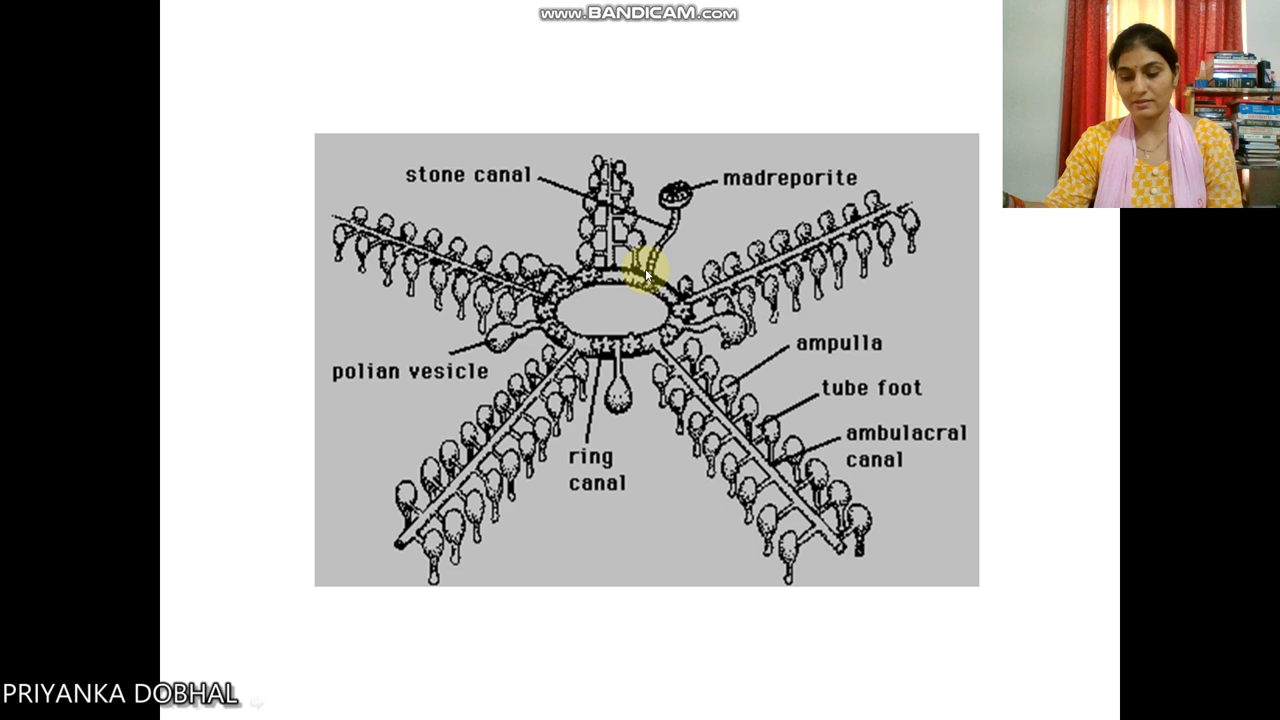 www.BANDICAM.com
stone canal
madreporite
polian vesicle
ampulla
tube foot
ambulacral
canal
ring
canal
PRIYANKA DOBHAL